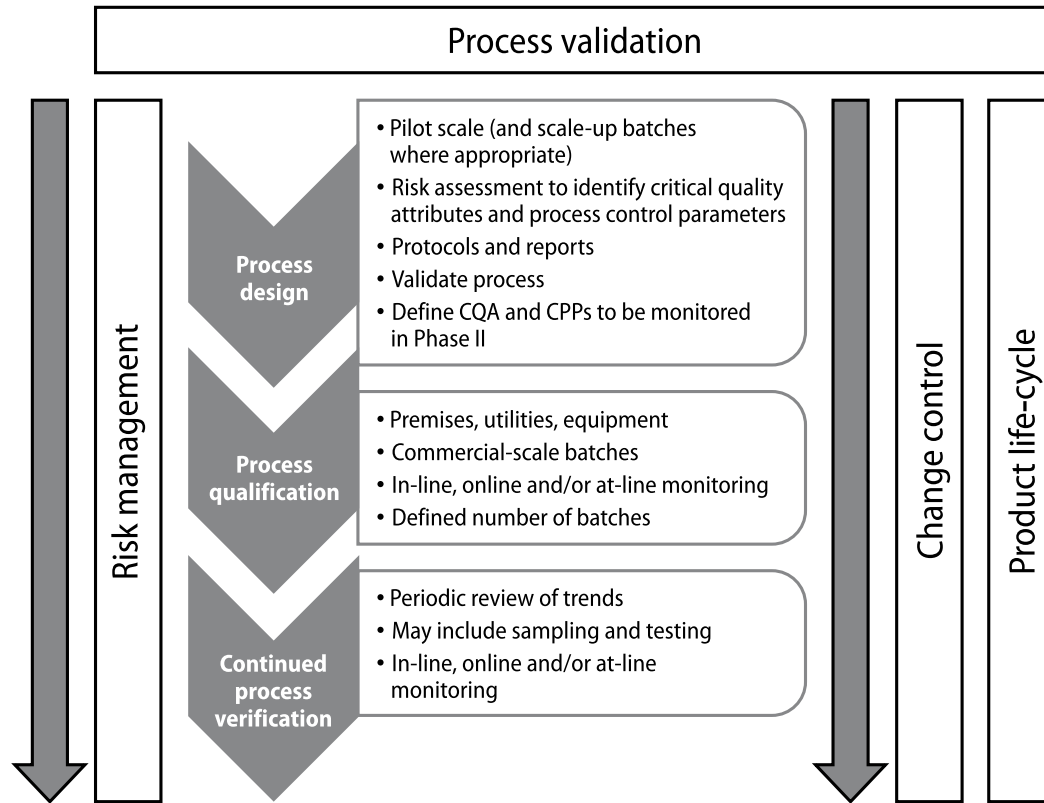 Process validation
Risk management
Process
design
• Pilot scale (and scale-up batches
where appropriate)
• Risk assessment to identify critical quality
attributes and process control parameters
• Protocols and reports
• Validate process
• Define CQA and CPPs to be monitored
in Phase II
Process
qualification
• Premises, utilities, equipment
• Commercial-scale batches
• In-line, online and/or at-line monitoring
• Defined number of batches
Continued
process
verification
• Periodic review of trends
• May include sampling and testing
• In-line, online and/or at-line
monitoring
Change control
Product life-cycle